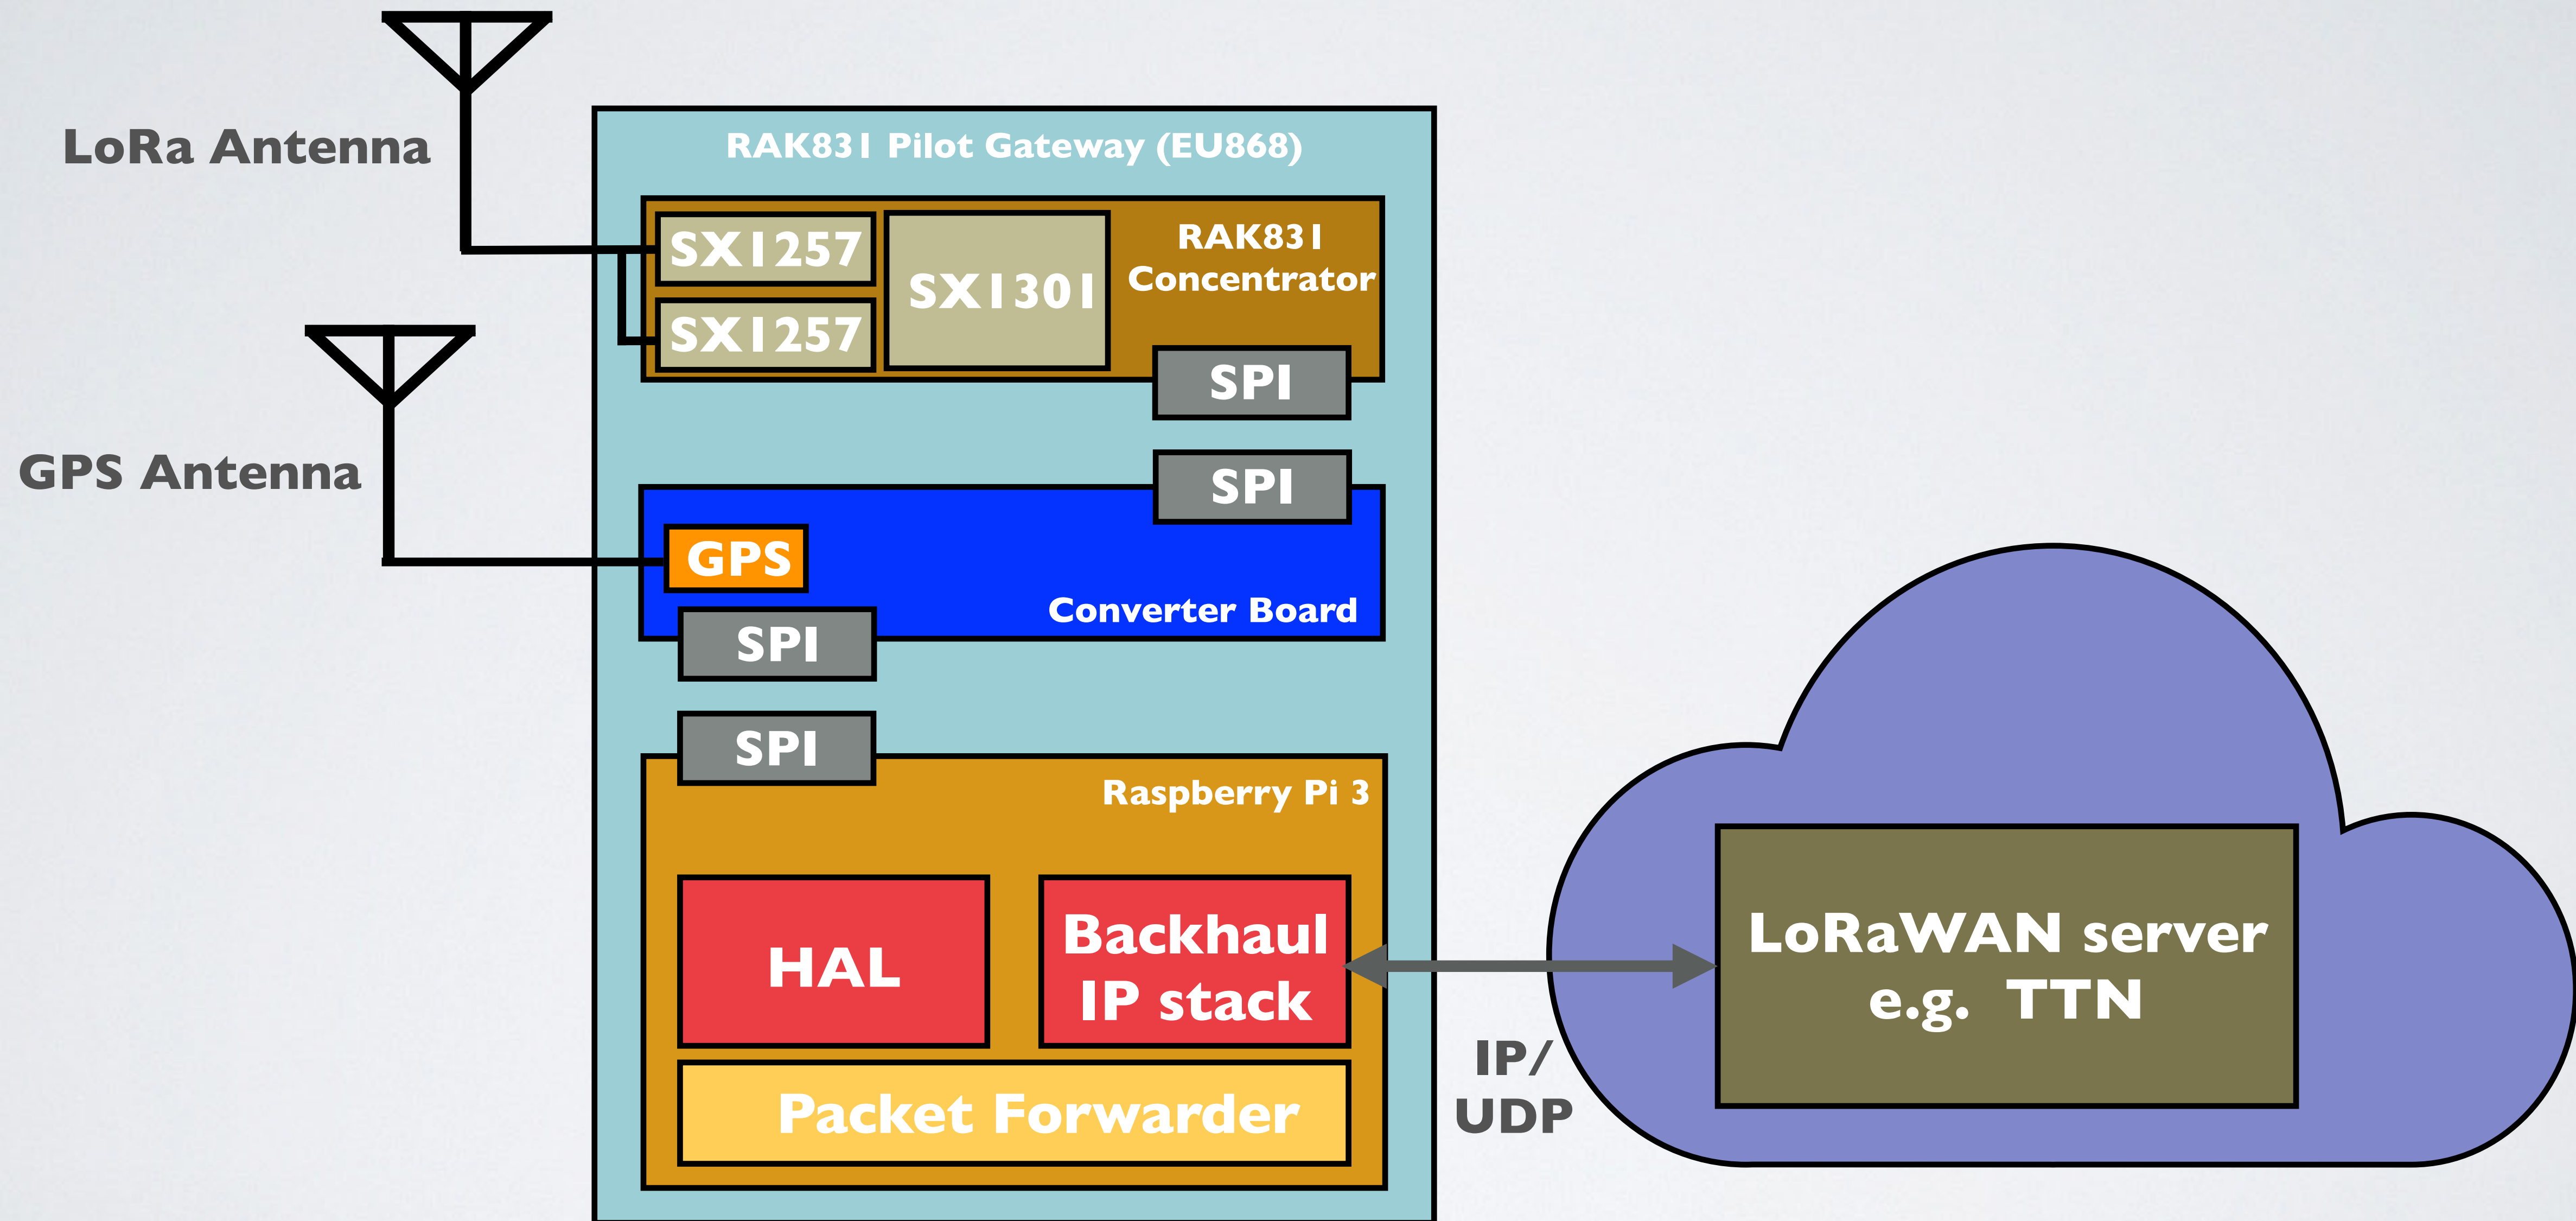 LoRa Antenna
RAK831 Pilot Gateway (EU868)
SX1257
SX1257
SX1301
RAK831
Concentrator
SPI
GPS Antenna
SPI
GPS
Converter Board
SPI
SPI
Raspberry Pi 3
HAL
Backhaul
IP stack
Packet Forwarder
IP/
UDP
LoRaWAN server
e.g. TTN